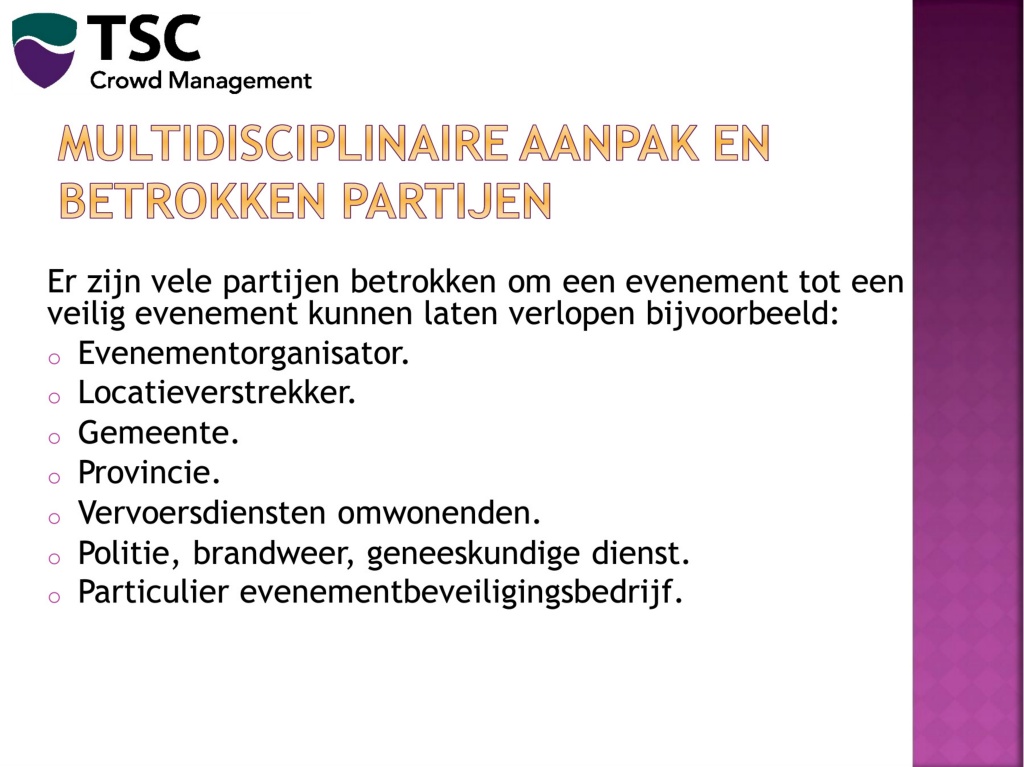 TSC
Crowd Management
MULTIDISCIPLINAIRE AANPAK EN
BETROKKEN PARTIJEN
Er zijn vele partijen betrokken om een evenement tot een
veilig evenement kunnen laten verlopen bijvoorbeeld:
o Evenementorganisator.
o Locatieverstrekker.
o Gemeente.
o Provincie.
o Vervoersdiensten omwonenden.
o Politie, brandweer, geneeskundige dienst.
o Particulier evenementbeveiligingsbedrijf.